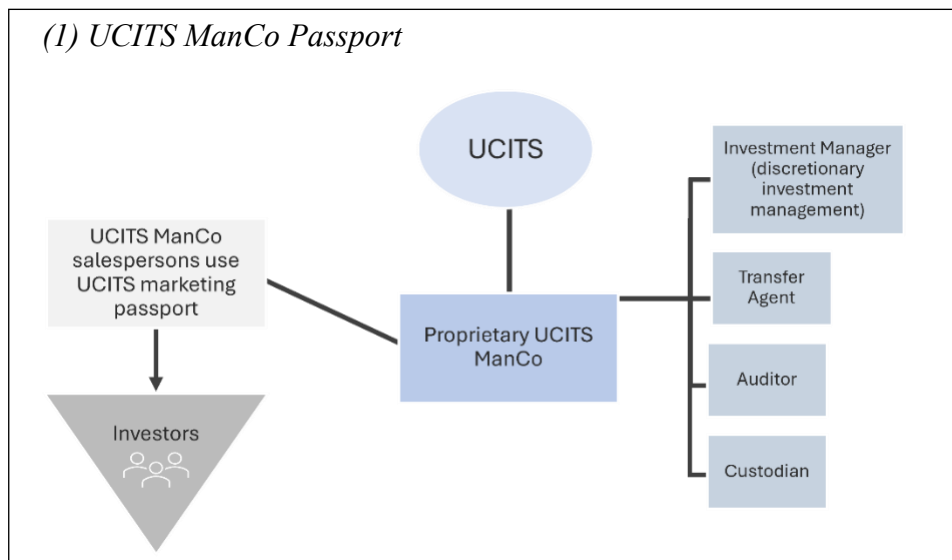 (1) UCITS ManCo Passport
UCITS
Investment Manager
(discretionary
investment
management)
UCITS ManCo
salespersons use
UCITS marketing
passport
Transfer
Agent
Proprietary UCITS
ManCo
Auditor
Investors
Custodian